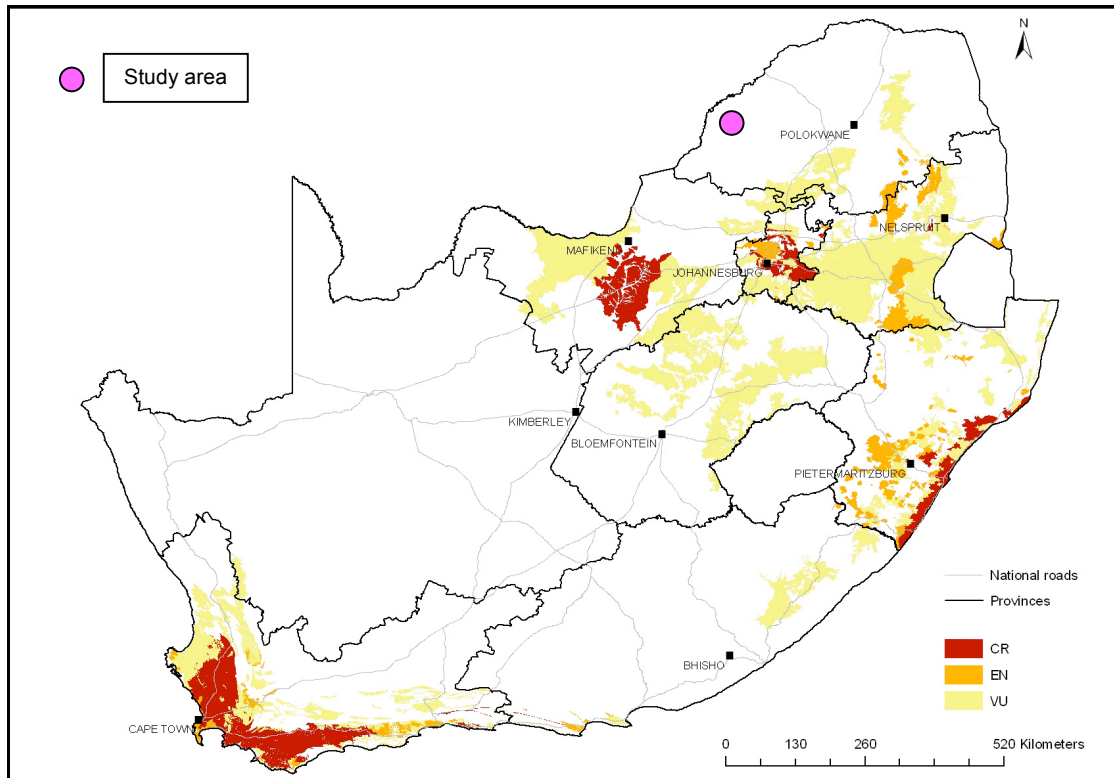 Study area
N
POLOKWANE
NELSPRUIT
MAFIKENG
JOHANNESBURG
KIMBERLEY
BLOEMFONTEIN
PIETERMARITZBURG
BHISHO
CAPE TOWN
National roads
Provinces
CR
EN
VU
0 130 260 520 Kilometers